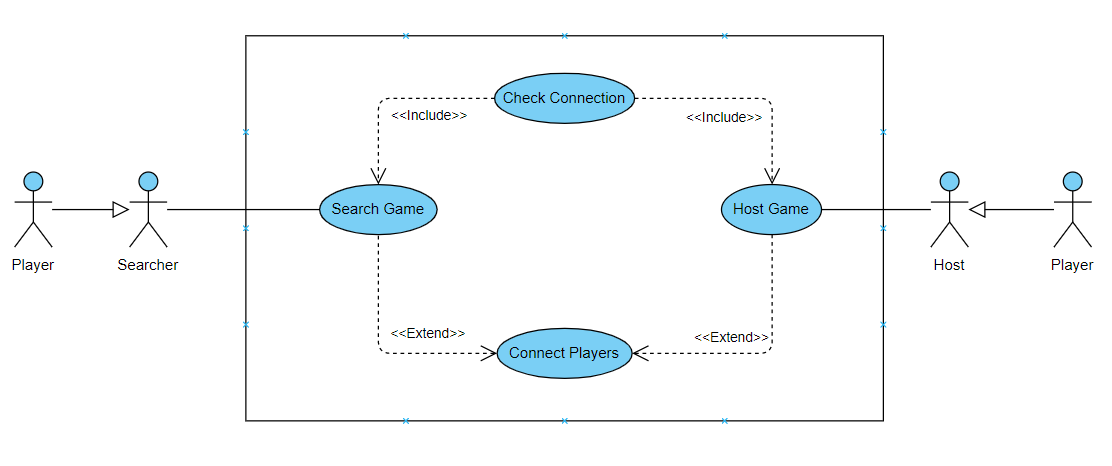 Check Connection
<<Include>>
<<Include>>
Search Game
Host Game
Player
Searcher
Host
Player
<<Extend>>
<<Extend>>
Connect Players